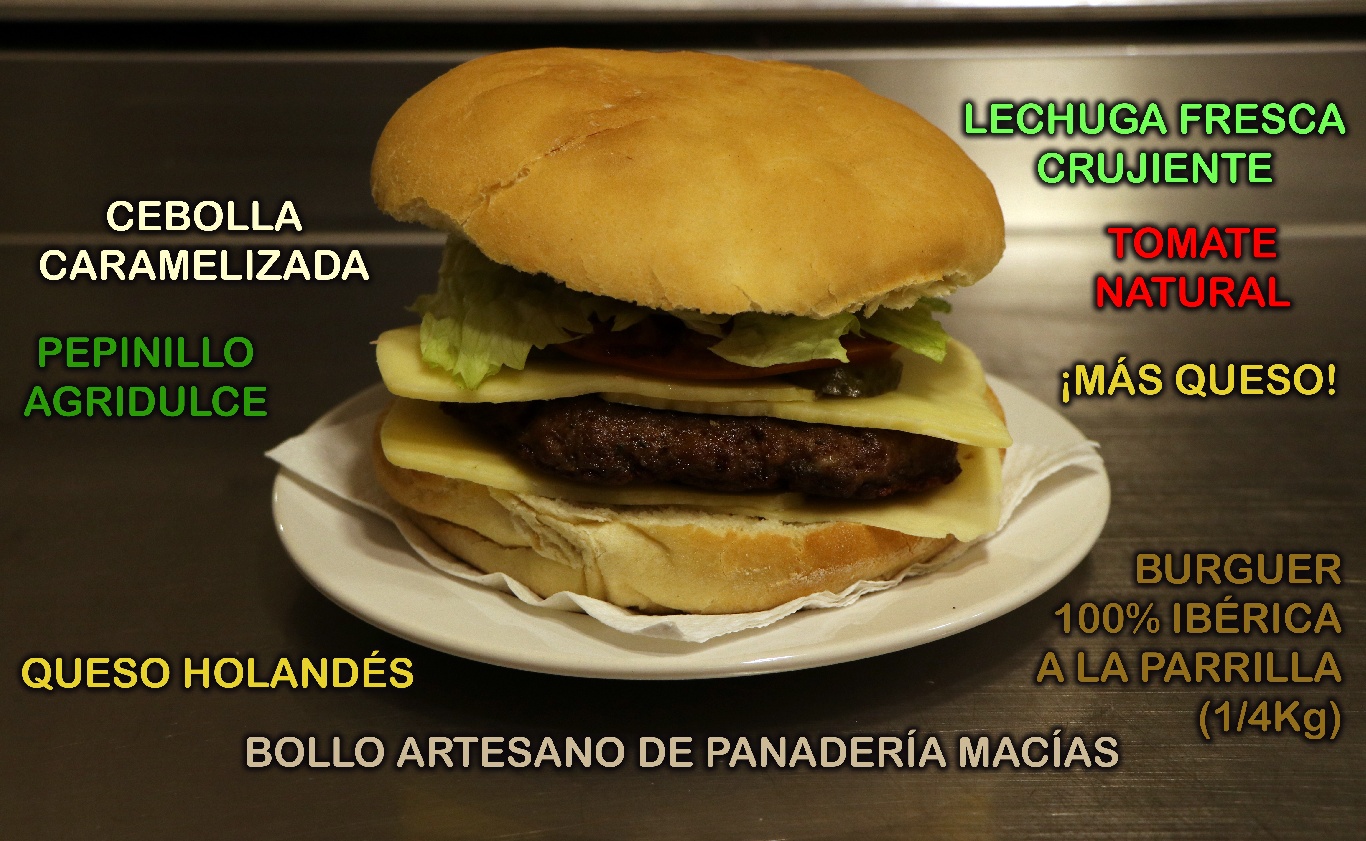 LECHUGA FRESCA
CRUJIENTE
CEBOLLA
CARAMELIZADA
TOMATE
NATURAL
PEPINILLO
AGRIDULCE
¡MÁS QUESO!
BURGUER
100% IBÉRICA
A LA PARRILLA
(1/4Kg)
QUESO HOLANDÉS
BOLLO ARTESANO DE PANADERÍA MACÍAS